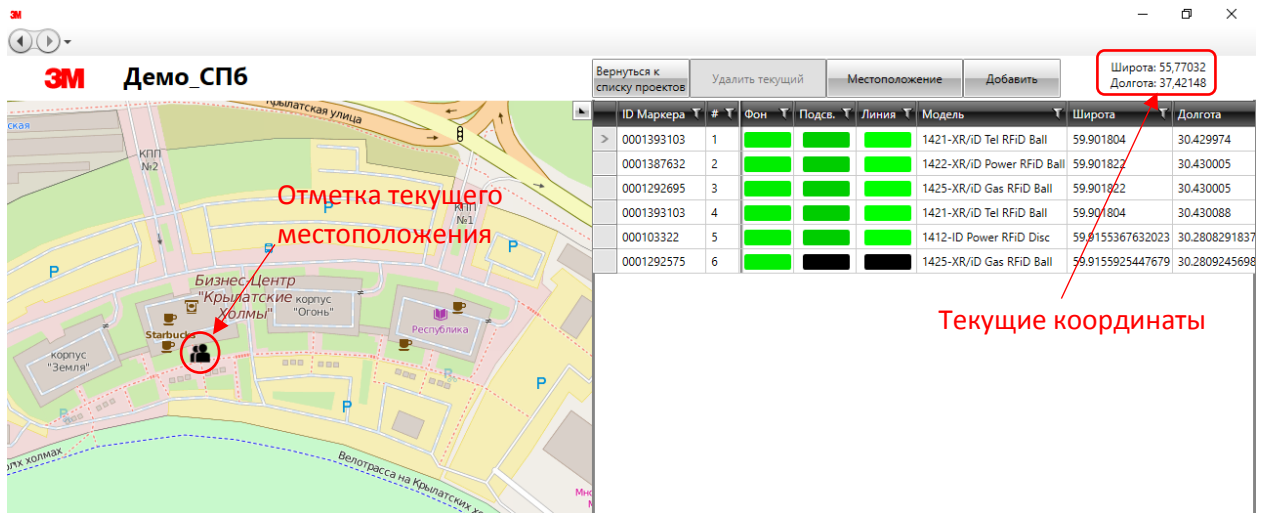 3M
3M Демо_СПб
Вернуться к
списку проектов
Удалить текущий
Местоположение
Добавить
Широта: 55,77032
Долгота: 37,42148
ID Маркера # Фон Подсв. Линия Модель Широта Долгота
0001393103 1 1421-XR/iD Tel RFiD Ball 59.901804 30.429974
0001387632 2 1422-XR/iD Power RFiD Ball 59.901822 30.430005
0001292695 3 1425-XR/iD Gas RFiD Ball 59.901822 30.430005
0001393103 4 1421-XR/iD Tel RFiD Ball 59.901804 30.430088
000103322 5 1412-ID Power RFiD Disc 59.9155367632023 30.2808291837
0001292575 6 1425-XR/iD Gas RFiD Ball 59.9155925447679 30.2809245698
Текущие координаты
Отметка текущего
местоположения
ская
Крылатская улица
КПП
№2
КПП
№1
P
P
P
P
P
P
Бизнес-Центр
"Крылатские
Холмы"
корпус
"Огонь"
Республика
Starbucks
корпус
"Земля"
холмах
Велотрасса на Крылатских